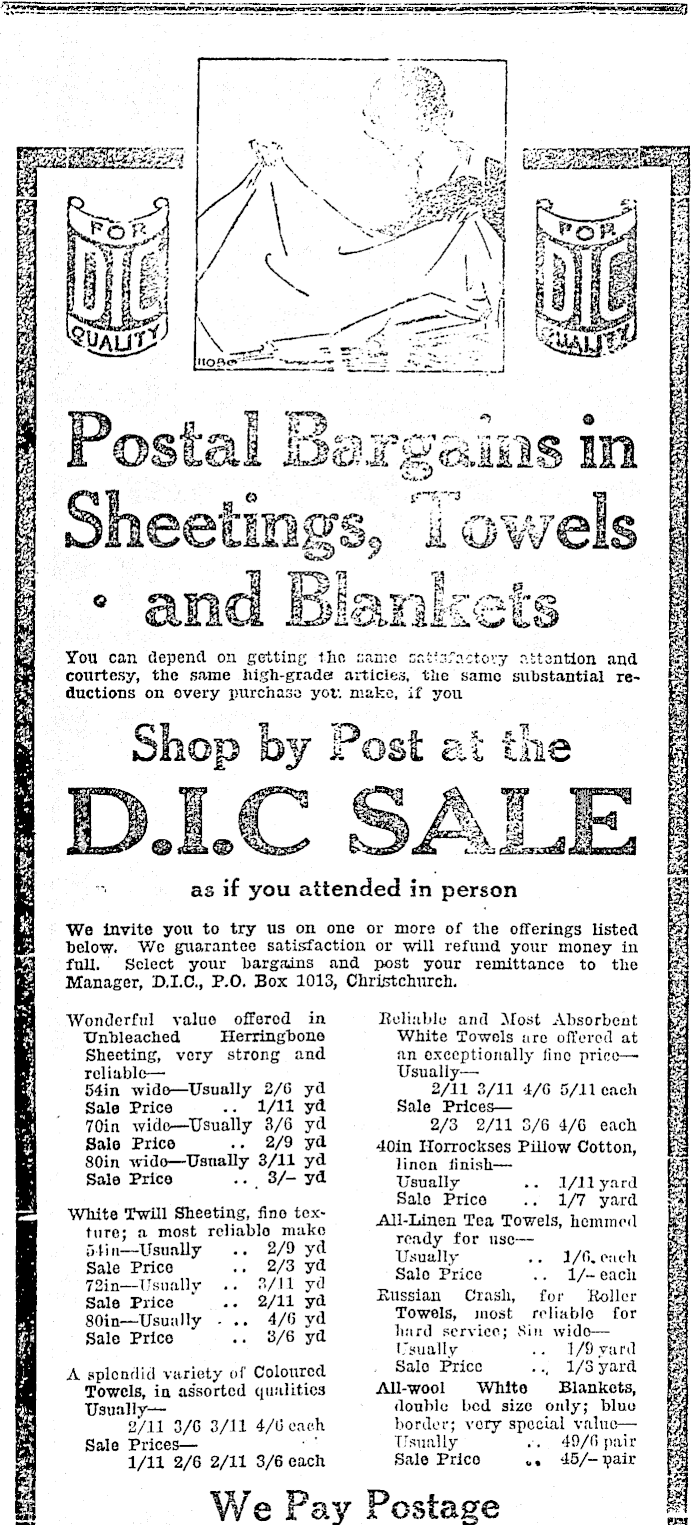 FOR
DIC
QUALITY
FOR
DIC
QUALITY
Postal Bargains in
Sheetings, Towels
and Blankets
You can depend on getting the same satisfactory attention and
courtesy, the same high-grade articles, the same substantial re-
ductions on every purchase you make, if you
Shop by Post at the
D.I.C SALE
as if you attended in person
We invite you to try us on one or more of the offerings listed
below. We guarantee satisfaction or will refund your money in
full. Select your bargains and post your remittance to the
Manager, D.I.C., P.O. Box 1013, Christchurch.
Wonderful value offered in
Unbleached Herringbone
Sheeting, very strong and
reliable—
54in wide—Usually 2/6 yd
Sale Price .. 1/11 yd
70in wide—Usually 3/6 yd
Sale Price .. 2/9 yd
80in wide—Usually 3/11 yd
Sale Price .. 3/- yd
White Twill Sheeting, fine tex-
ture; a most reliable make
54in—Usually .. 2/9 yd
Sale Price .. 2/3 yd
72in—Usually .. 3/11 yd
Sale Price .. 2/11 yd
80in—Usually .. 4/6 yd
Sale Price .. 3/6 yd
A splendid variety of Coloured
Towels, in assorted qualities
Usually—
2/11 3/6 3/11 4/6 each
Sale Prices—
1/11 2/6 2/11 3/6 each
Reliable and Most Absorbent
White Towels are offered at
an exceptionally fine price—
Usually—
2/11 3/11 4/6 5/11 each
Sale Prices—
2/3 2/11 3/6 4/6 each
40in Horrockses Pillow Cotton,
linen finish—
Usually .. 1/11 yard
Sale Price .. 1/7 yard
All-Linen Tea Towels, hemmed
ready for use—
Usually .. 1/6 each
Sale Price .. 1/- each
Russian Crash, for Roller
Towels, most reliable for
hard service; wide—
Usually .. 1/9 yard
Sale Price .. 1/3 yard
All-wool White Blankets,
double bed size only; blue
border; very special value—
Usually .. 49/6 pair
Sale Price .. 45/- pair
We Pay Postage